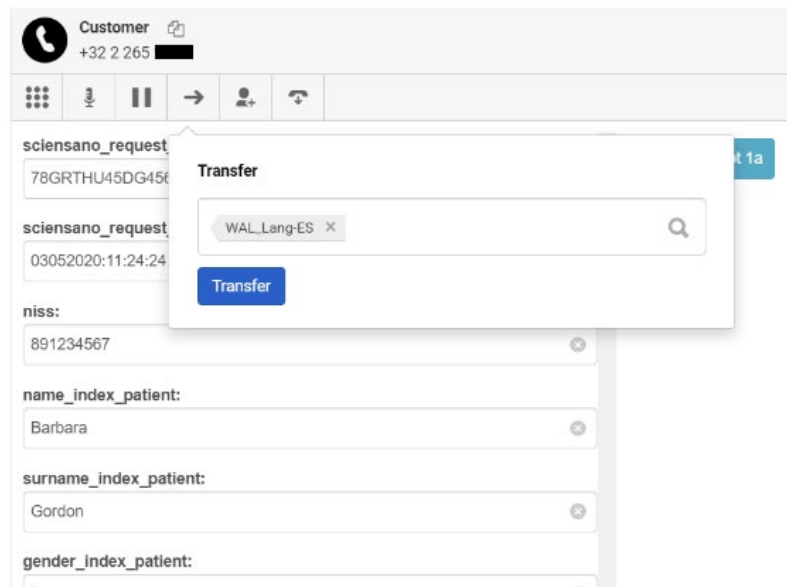 Customer
+32 2 265
sciensano_request_
78GRTHU45DG456
Transfer
t 1a
WAL_Lang-ES
sciensano_request
03052020:11:24:24
Transfer
niss:
891234567
name_index_patient:
Barbara
surname_index_patient:
Gordon
gender_index_patient: